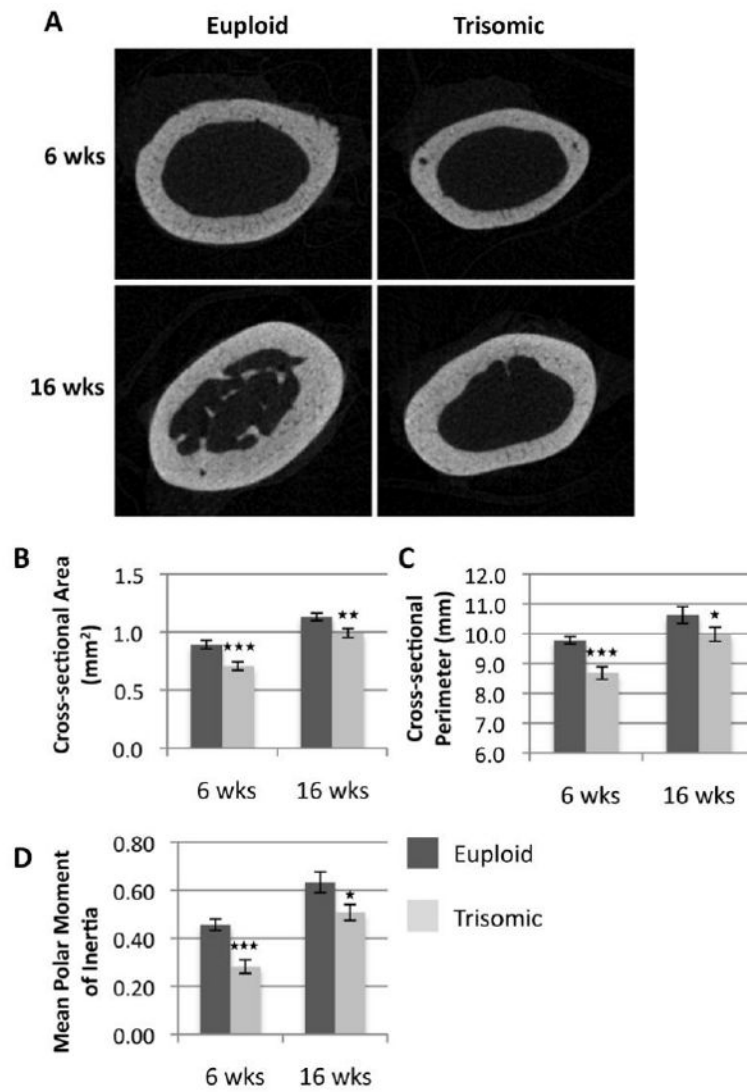 A
Euploid Trisomic
6 wks
16 wks
B
Cross-sectional Area
(mm²)
1.5
1.0
0.5
0.0
★★★
★★
6 wks 16 wks
C
Cross-sectional
Perimeter (mm)
12.0
11.0
10.0
9.0
8.0
7.0
6.0
★★★
★
6 wks 16 wks
D
Mean Polar Moment
of Inertia
0.80
0.60
0.40
0.20
0.00
★★★
★
6 wks 16 wks
Euploid
Trisomic